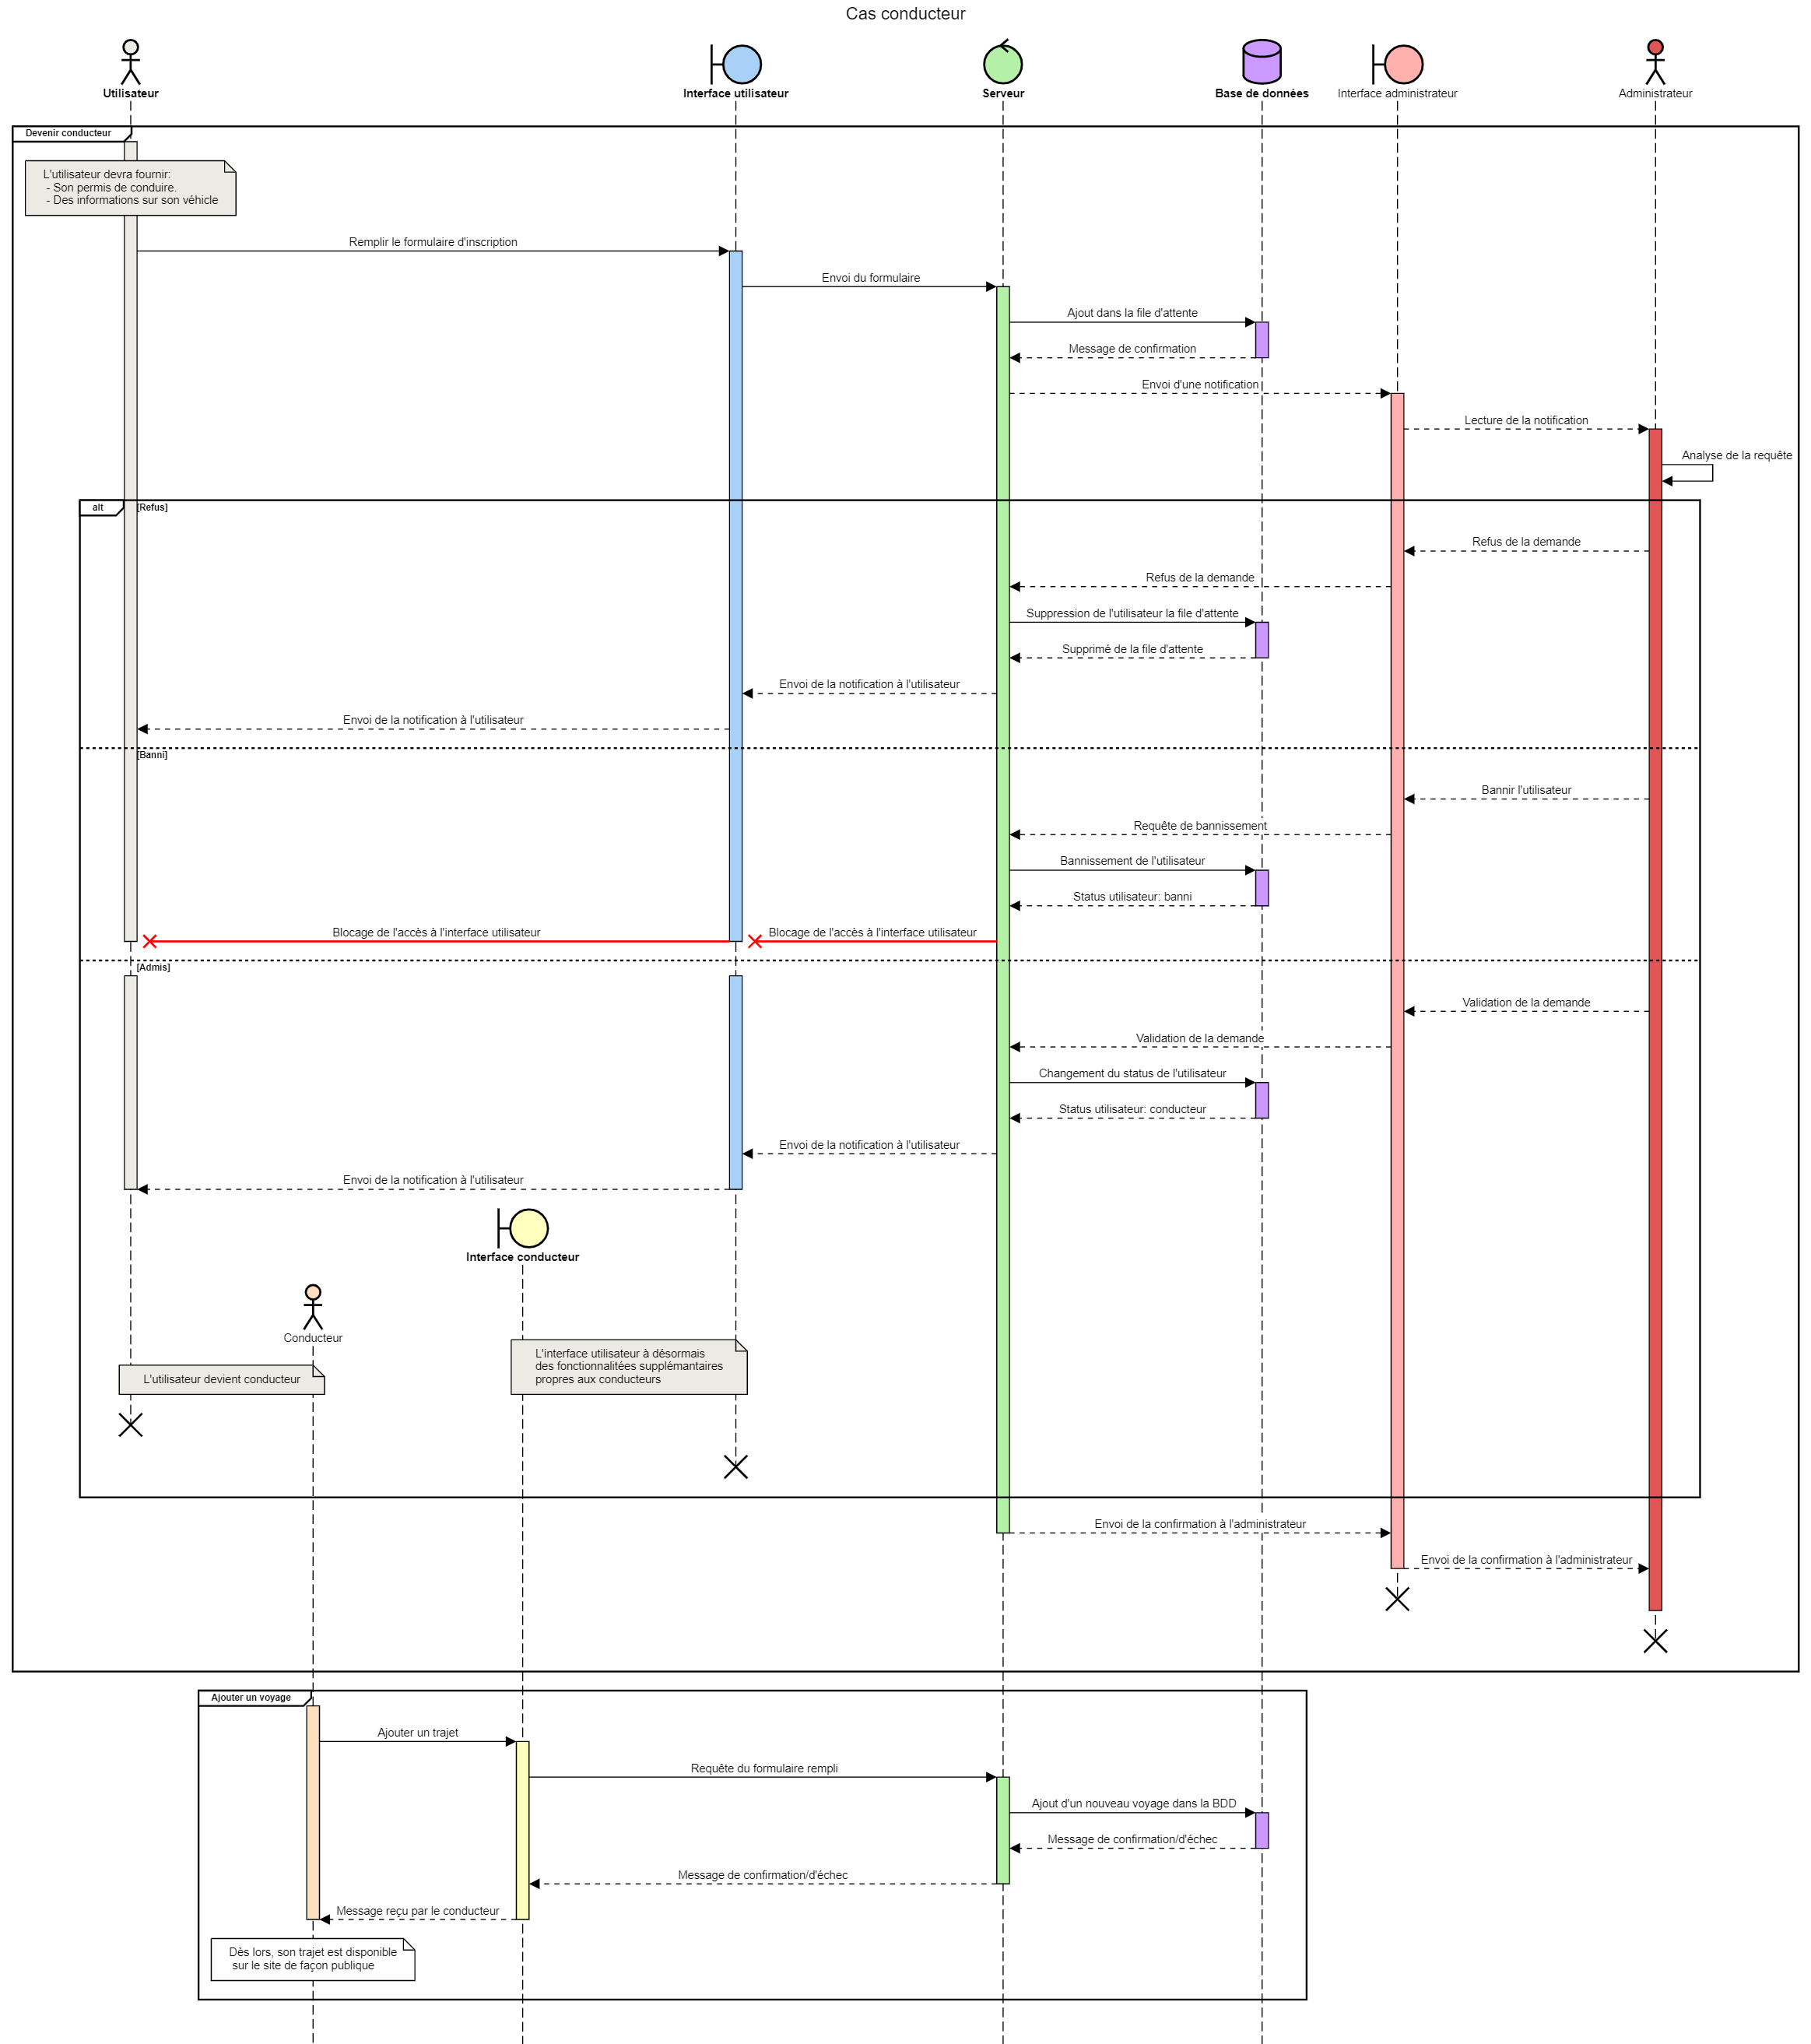 Cas conducteur
Utilisateur
Interface utilisateur
Serveur
Base de données
Interface administrateur
Administrateur
Devenir conducteur
L'utilisateur devra fournir:
- Son permis de conduire.
- Des informations sur son véhicle
Remplir le formulaire d'inscription
Envoi du formulaire
Ajout dans la file d'attente
Message de confirmation
Envoi d'une notification
Lecture de la notification
Analyse de la requête
alt
[Refus]
Refus de la demande
Refus de la demande
Suppression de l'utilisateur la file d'attente
Supprimé de la file d'attente
Envoi de la notification à l'utilisateur
Envoi de la notification à l'utilisateur
[Banni]
Bannir l'utilisateur
Requête de bannissement
Bannissement de l'utilisateur
Status utilisateur: banni
Blocage de l'accès à l'interface utilisateur
Blocage de l'accès à l'interface utilisateur
[Admis]
Validation de la demande
Validation de la demande
Changement du status de l'utilisateur
Status utilisateur: conducteur
Envoi de la notification à l'utilisateur
Envoi de la notification à l'utilisateur
Interface conducteur
Conducteur
L'interface utilisateur à désormais
des fonctionnalitées supplémantaires
propres aux conducteurs
L'utilisateur devient conducteur
Envoi de la confirmation à l'administrateur
Envoi de la confirmation à l'administrateur
Ajouter un voyage
Ajouter un trajet
Requête du formulaire rempli
Ajout d'un nouveau voyage dans la BDD
Message de confirmation/d'échec
Message de confirmation/d'échec
Message reçu par le conducteur
Dès lors, son trajet est disponible
sur le site de façon publique